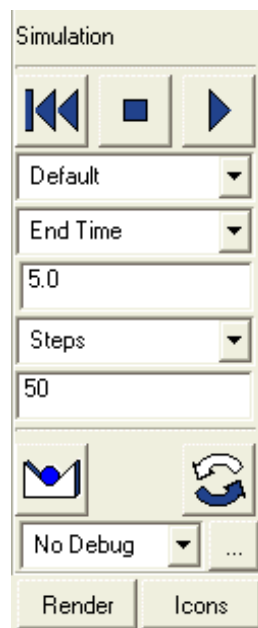 Simulation
Default
End Time
5.0
Steps
50
No Debug ...
Render Icons